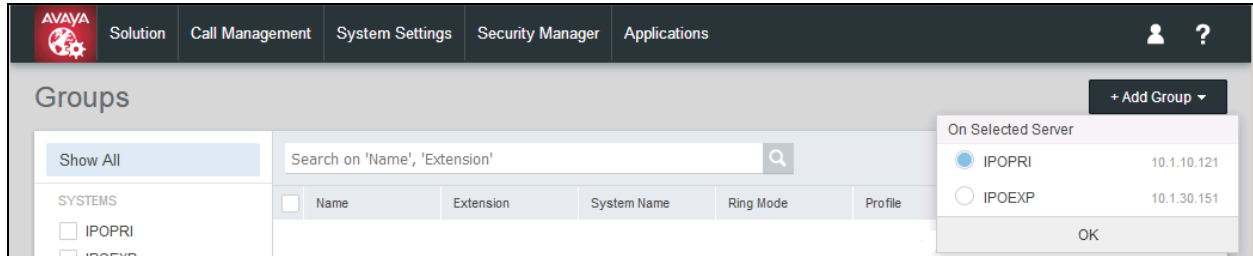 AVAYA
Solution Call Management System Settings Security Manager Applications ?
Groups
+ Add Group
On Selected Server
Show All
Search on 'Name', 'Extension'
IPOPRI 10.1.10.121
SYSTEMS
IPOEXP 10.1.30.151
Name Extension System Name Ring Mode Profile
IPOPRI
OK
IPOEXP